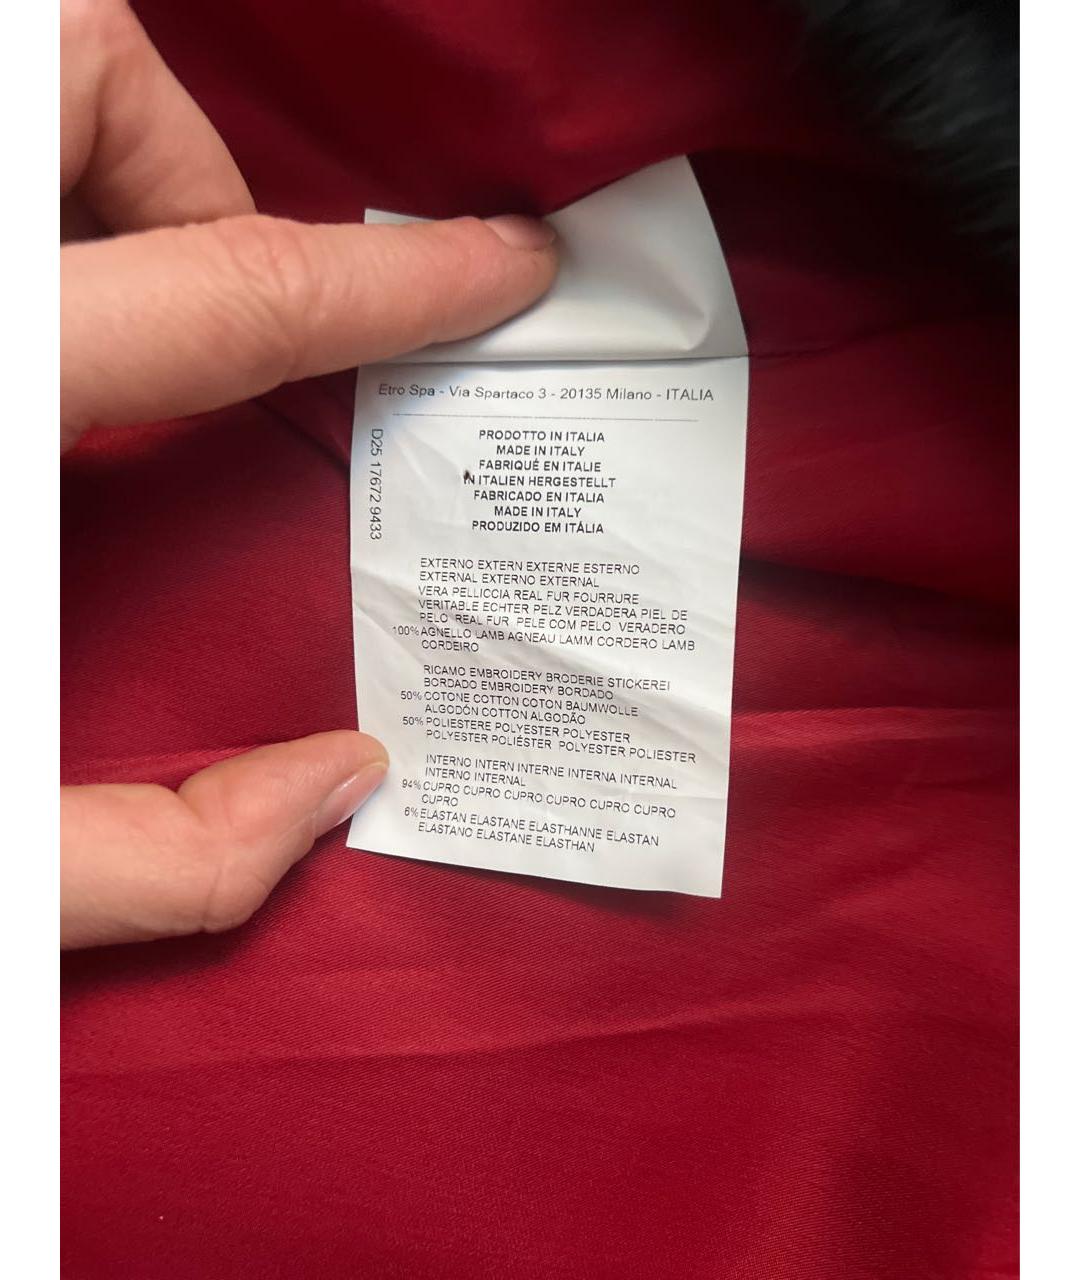 Etro Spa - Via Spartaco 3 - 20135 Milano - ITALIA
D25 17672 9433
PRODOTTO IN ITALIA
MADE IN ITALY
FABRIQUÉ EN ITALIE
IN ITALIEN HERGESTELLT
FABRICADO EN ITALIA
MADE IN ITALY
PRODUZIDO EM ITÁLIA
EXTERNO EXTERN EXTERNE ESTERNO
EXTERNAL EXTERNO EXTERNAL
VERA PELLICCIA REAL FUR FOURRURE
VERITABLE ECHTER PELZ VERDADERA PIEL DE
PELO REAL FUR PELE COM PELO VERADERO
100% AGNELLO LAMB AGNEAU LAMM CORDERO LAMB
CORDEIRO
RICAMO EMBROIDERY BRODERIE STICKEREI
BORDADO EMBROIDERY BORDADO
50% COTONE COTTON COTON BAUMWOLLE
ALGODÓN COTTON ALGODÃO
50% POLIESTERE POLYESTER POLYESTER
POLYESTER POLIÉSTER POLYESTER POLIESTER
INTERNO INTERN INTERNE INTERNA INTERNAL
INTERNO INTERNAL
94% CUPRO CUPRO CUPRO CUPRO CUPRO CUPRO
CUPRO
6% ELASTAN ELASTANE ELASTHANNE ELASTAN
ELASTANO ELASTANE ELASTHAN